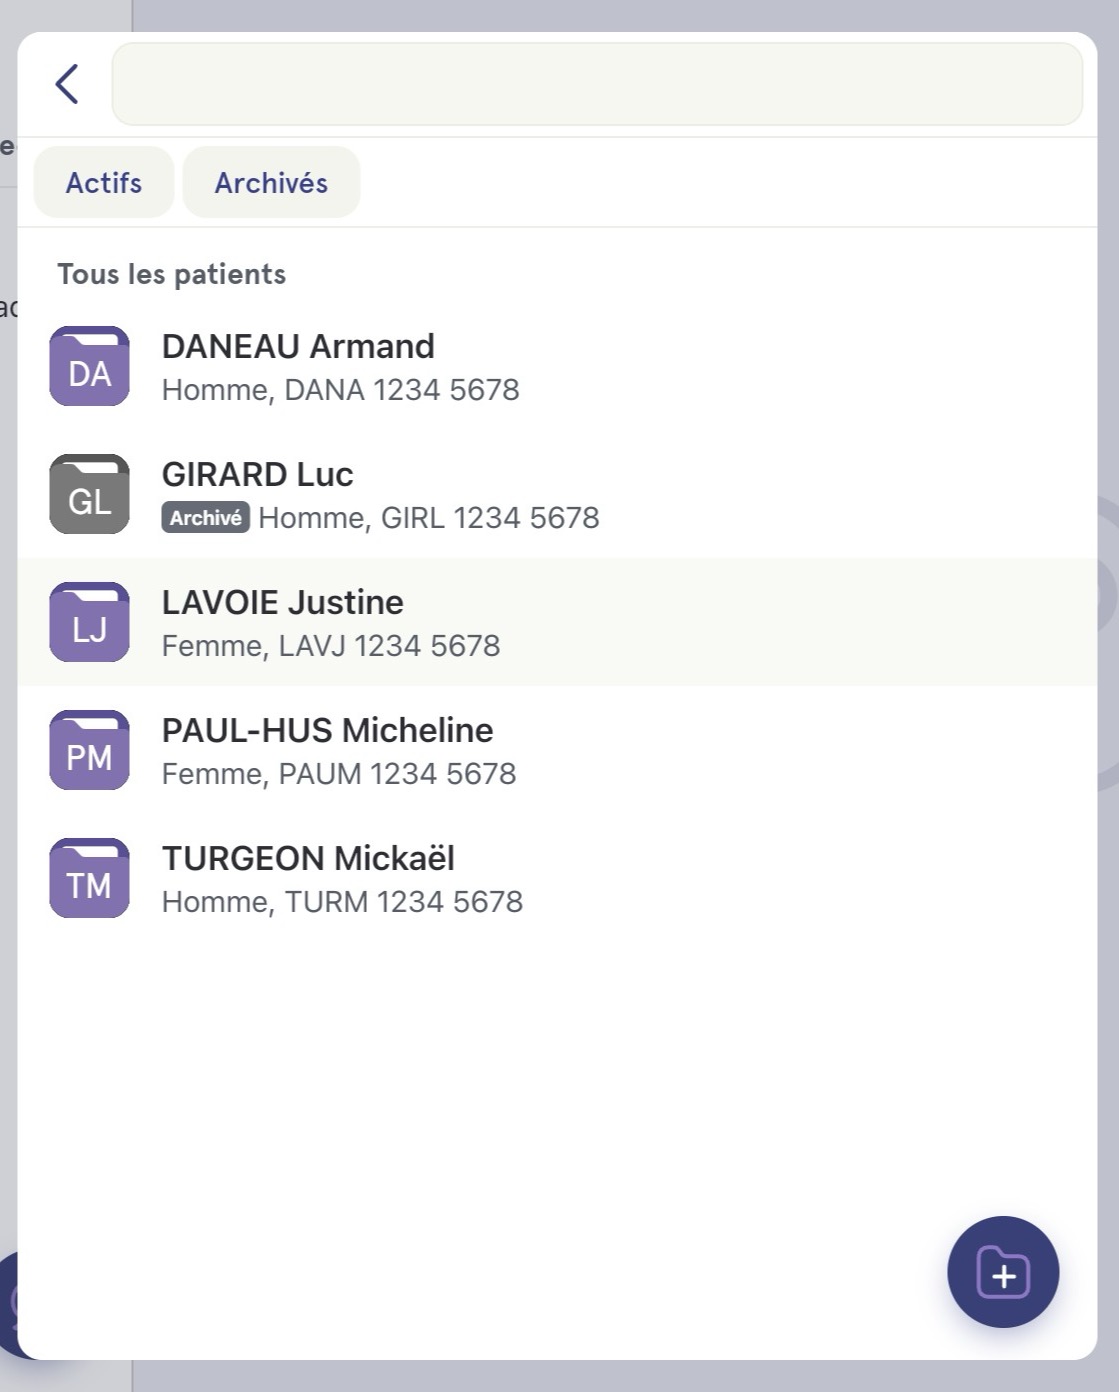 Actifs
Archivés
Tous les patients
DA
DANEAU Armand
Homme, DANA 1234 5678
GL
GIRARD Luc
Archivé Homme, GIRL 1234 5678
LJ
LAVOIE Justine
Femme, LAVJ 1234 5678
PM
PAUL-HUS Micheline
Femme, PAUM 1234 5678
TM
TURGEON Mickaël
Homme, TURM 1234 5678